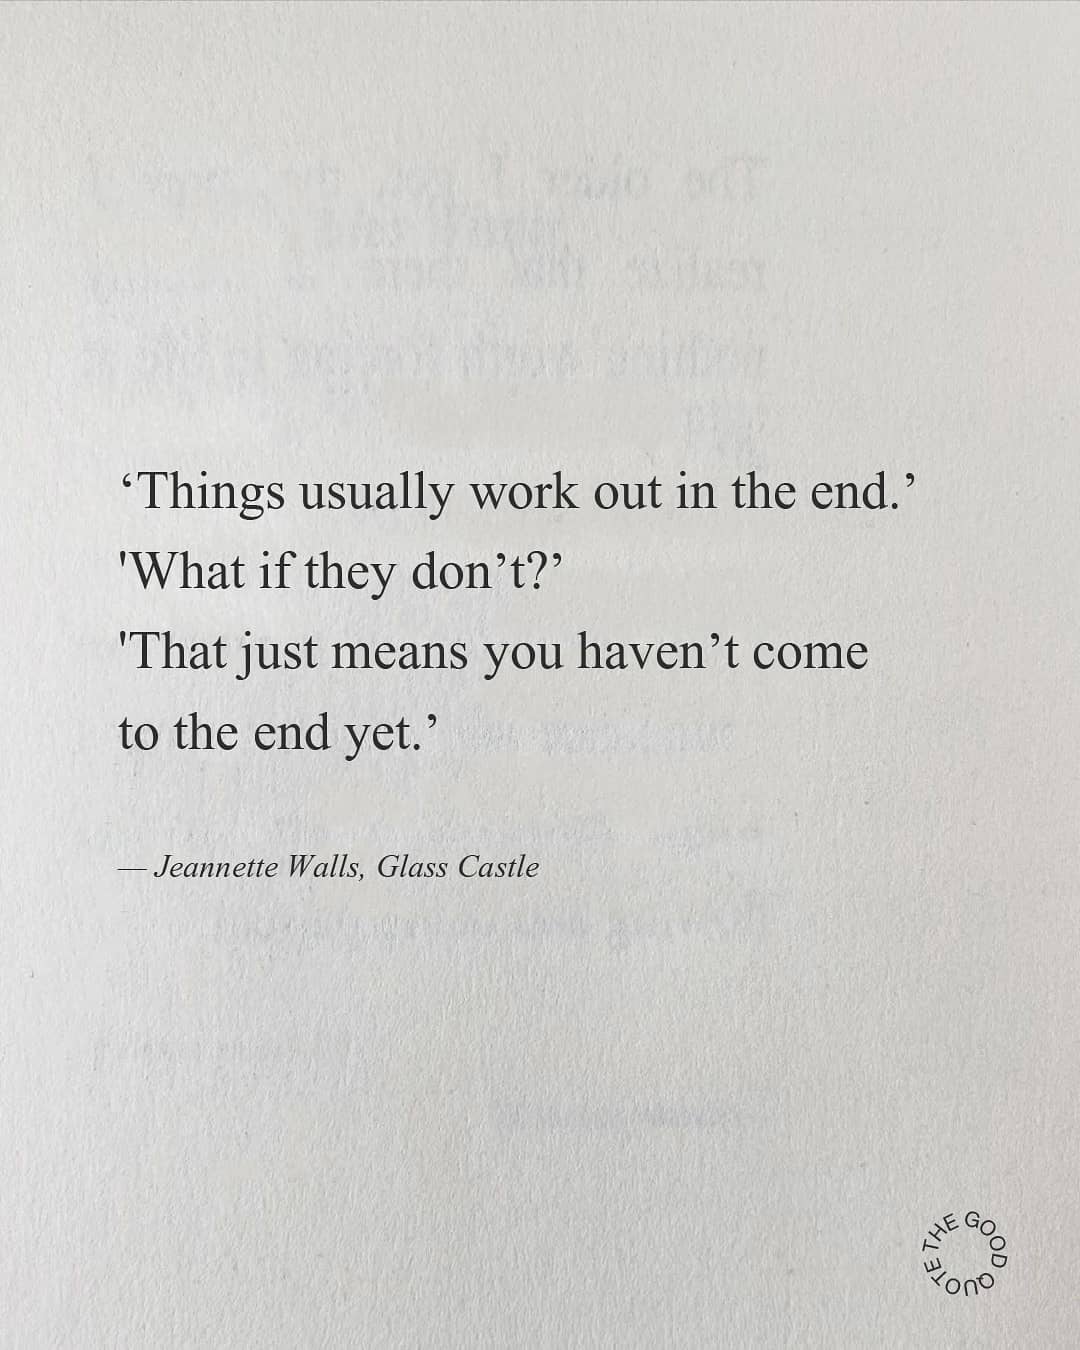 ‘Things usually work out in the end.’
'What if they don’t?’
'That just means you haven’t come
to the end yet.’
— Jeannette Walls, Glass Castle
THE GOOD QUOTE